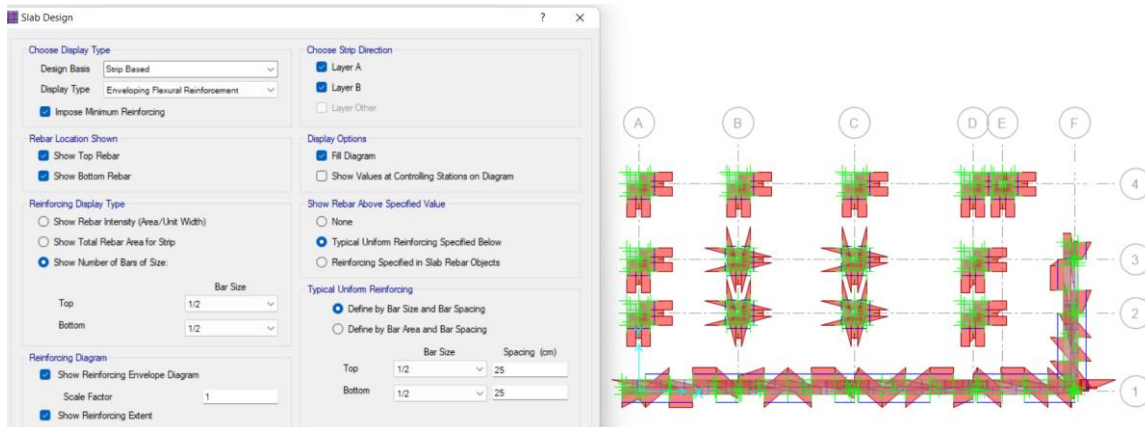 Slab Design
?
Choose Display Type
Design Basis Strip Based
Display Type Enveloping Flexural Reinforcement
Impose Minimum Reinforcing
Rebar Location Shown
Show Top Rebar
Show Bottom Rebar
Reinforcing Display Type
Show Rebar Intensity (Area/Unit Width)
Show Total Rebar Area for Strip
Show Number of Bars of Size:
Bar Size
Top 1/2
Bottom 1/2
Reinforcing Diagram
Show Reinforcing Envelope Diagram
Scale Factor 1
Show Reinforcing Extent
Choose Strip Direction
Layer A
Layer B
Layer Other
Display Options
Fill Diagram
Show Values at Controlling Stations on Diagram
Show Rebar Above Specified Value
None
Typical Uniform Reinforcing Specified Below
Reinforcing Specified in Slab Rebar Objects
Typical Uniform Reinforcing
Define by Bar Size and Bar Spacing
Define by Bar Area and Bar Spacing
Bar Size Spacing (cm)
Top 1/2 25
Bottom 1/2 25
A B C D E F
4
3
2
1